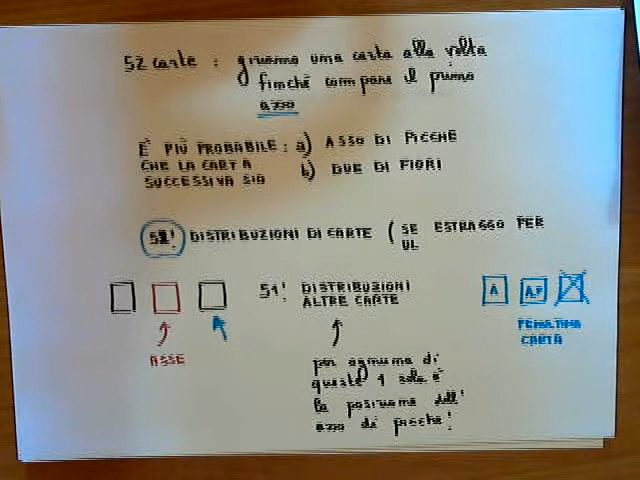 52 carte : giriamo una carta alla volta
finché compare il primo
asso
È PIÙ PROBABILE : a) ASSO DI PICCHE
CHE LA CARTA
SUCCESSIVA SIA b) DUE DI FIORI
52! DISTRIBUZIONI DI CARTE ( SE ESTRAGGO PER
UL
51! DISTRIBUZIONI
ALTRE CARTE
A A.P
PENULTIMA
CARTA
ASSE
per ognuna di
queste 1 sola è
la posizione dell'
asso di picche!